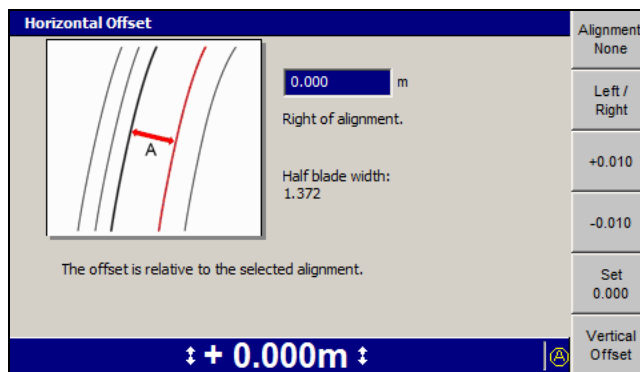 Horizontal Offset
A
0.000 m
Right of alignment.
Half blade width:
1.372
The offset is relative to the selected alignment.
+ 0.000m
A
Alignment
None
Left /
Right
+0.010
-0.010
Set
0.000
Vertical
Offset